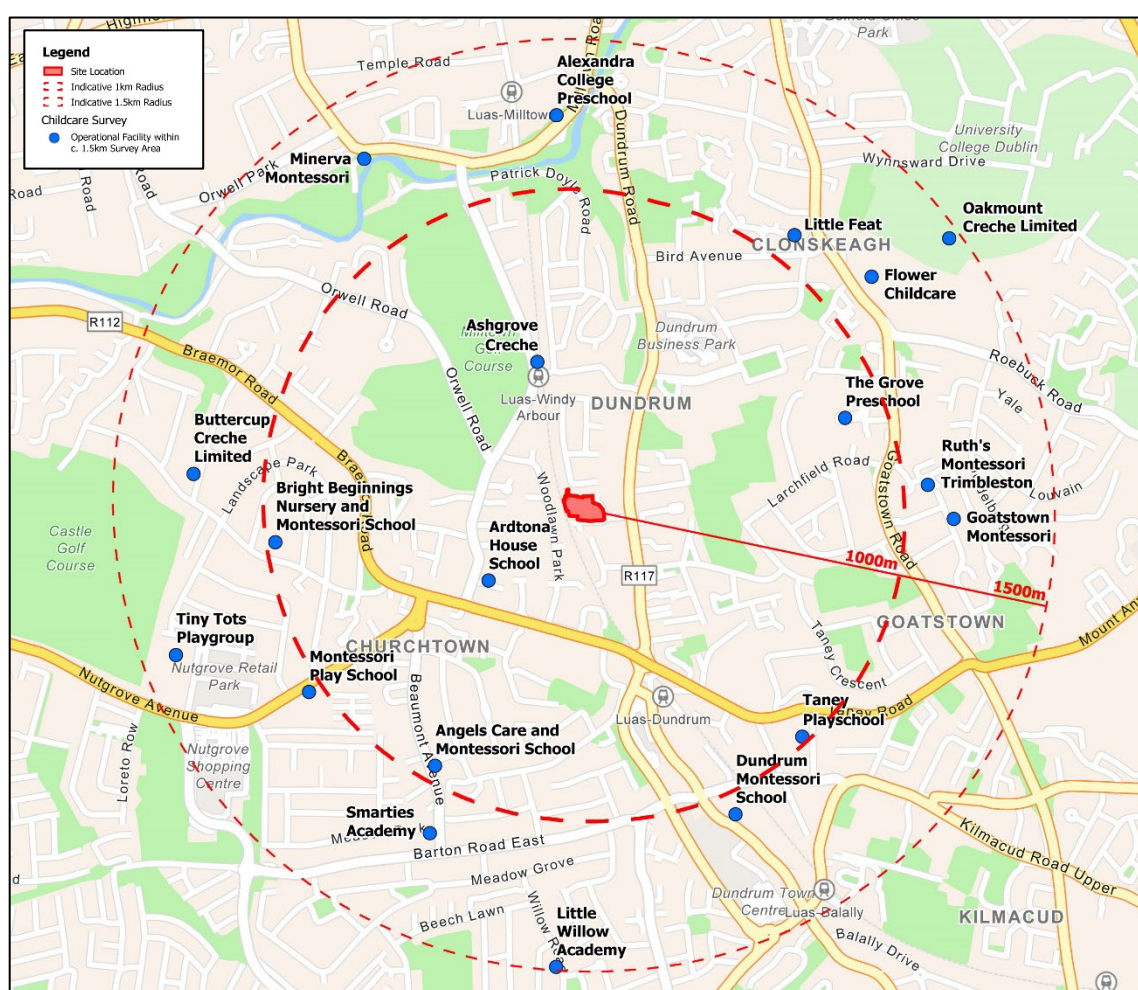 Legend
Site Location
Indicative 1km Radius
Indicative 1.5km Radius
Childcare Survey
Operational Facility within
c. 1.5km Survey Area
Park
Temple Road
Luas-Milltown
Alexandra
College
Preschool
Dundrum Road
University
College Dublin
Wynnsward Drive
Minerva
Montessori
Orwell Park
Road
Road
Road
Patrick Doyle
Road
Little Feat
CLONSKEAGH
Oakmount
Creche Limited
Bird Avenue
Flower
Childcare
Orwell Road
R112
Braemor Road
Ashgrove
Creche
Golf
Course
Luas-Windy
Arbour
Dundrum
Business Park
Roebuck Road
DUNDRUM
The Grove
Preschool
Yale
Orwell Road
Buttercup
Creche
Limited
Landscape Park
Larchfield Road
Goatstown Road
Ruth's
Montessori
Trimbleston
Louvain
Bright Beginnings
Nursery and
Montessori School
Woodlawn Park
Goatstown
Montessori
Castle
Golf
Course
Ardtona
House
School
R117
1000m
1500m
GOATSTOWN
Mount An
Tiny Tots
Playgroup
Nutgrove Retail
Park
CHURCHTOWN
Taney
Crescent
Nutgrove Avenue
Montessori
Play School
Beaumont Avenue
Luas-Dundrum
Taney
Playschool
Road
Loreto Row
Nutgrove
Shopping
Centre
Angels Care and
Montessori School
Dundrum
Montessori
School
Smarties
Academy
Barton Road East
Meadow Grove
Kilmacud Road Upper
Beech Lawn
Dundrum Town
Centre
Luas-Balally
Willow
Little
Willow
Academy
KILMACUD
Balally Drive